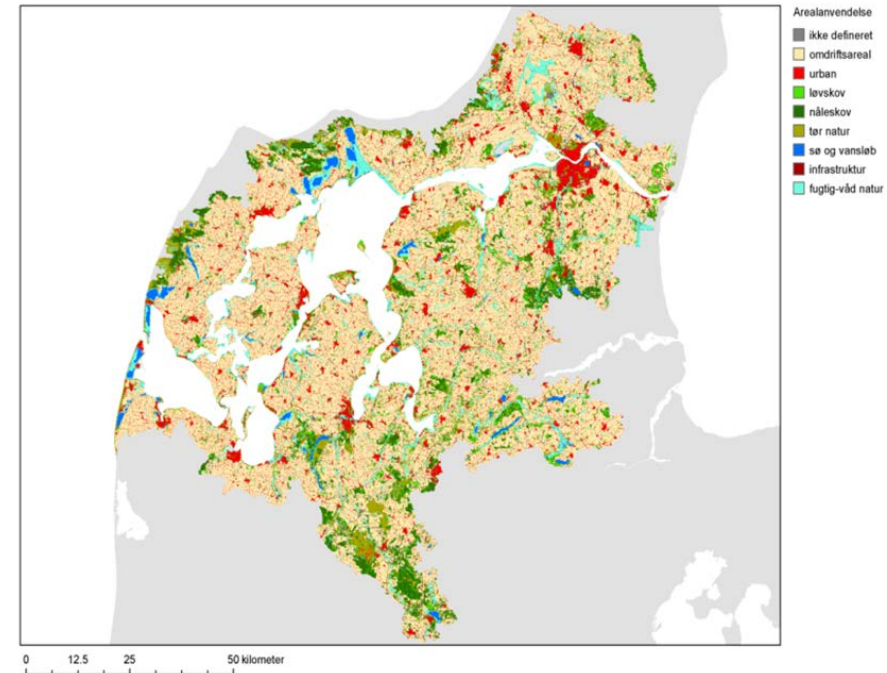 Arealanvendelse
ikke defineret
omdriftsareal
urban
løvskov
nåleskov
tør natur
sø og vansløb
infrastruktur
fugtig-våd natur
0 12.5 25 50 kilometer